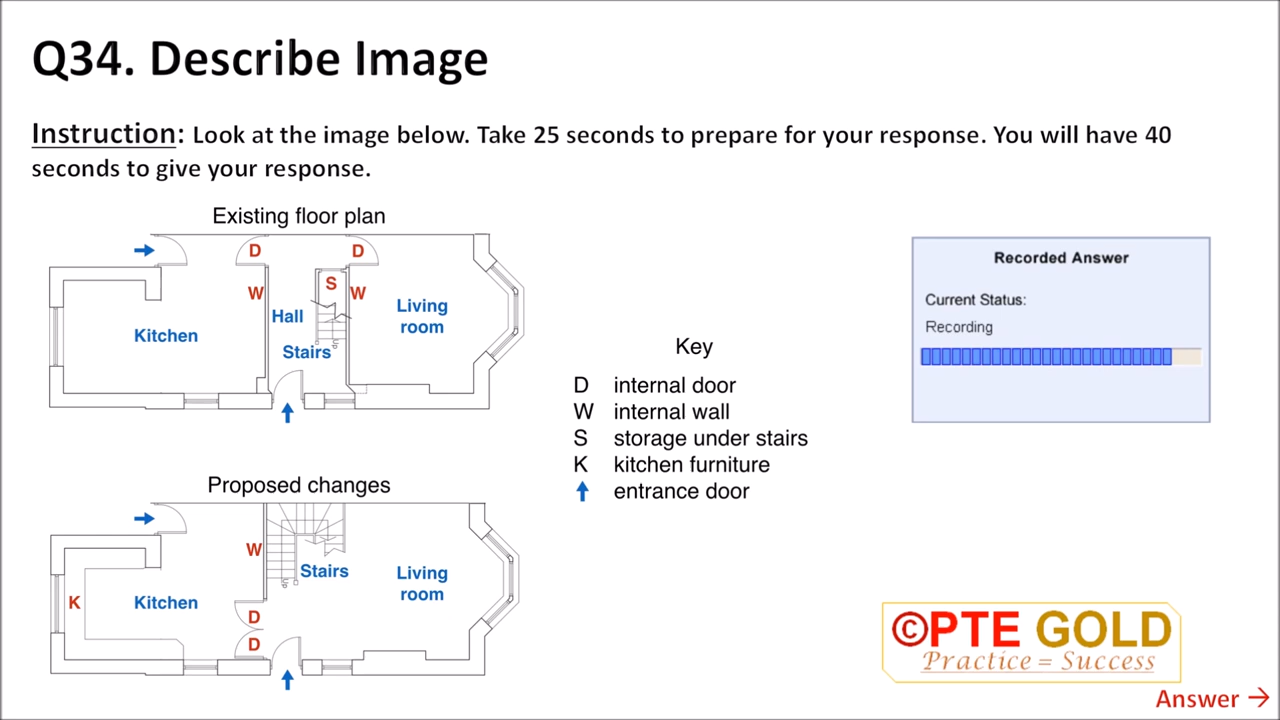 Q34. Describe Image
Instruction: Look at the image below. Take 25 seconds to prepare for your response. You will have 40
seconds to give your response.
Existing floor plan
D
D
W
S
W
Hall
Living
room
Kitchen
Stairs
Up
Key
D internal door
W internal wall
S storage under stairs
K kitchen furniture
entrance door
Recorded Answer
Current Status:
Recording
Proposed changes
W
Stairs
Up
Living
room
K
Kitchen
D
D
©PTE GOLD
Practice = Success
Answer →